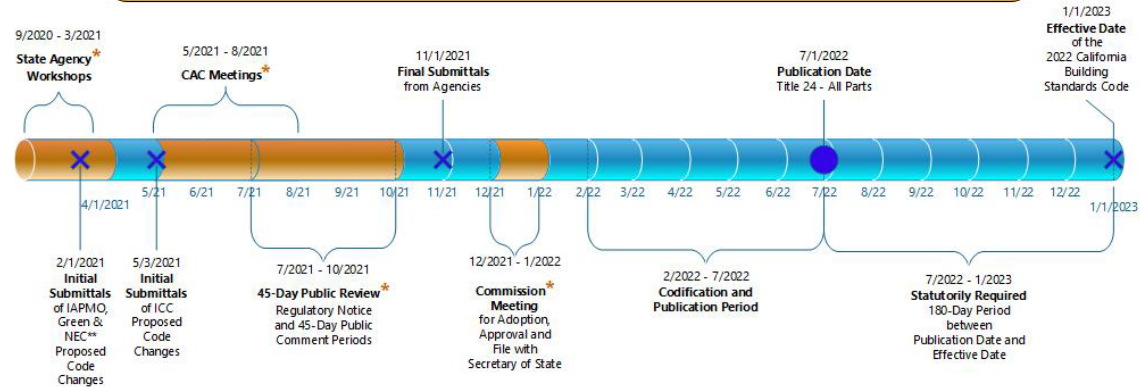 9/2020 - 3/2021
State Agency*
Workshops
5/2021 - 8/2021
CAC Meetings*
11/1/2021
Final Submittals
from Agencies
7/1/2022
Publication Date
Title 24 - All Parts
1/1/2023
Effective Date
of the
2022 California
Building
Standards Code
4/1/2021
5/21
6/21
7/21
8/21
9/21
10/21
11/21
12/21
1/22
2/22
3/22
4/22
5/22
6/22
7/22
8/22
9/22
10/22
11/22
12/22
1/1/2023
2/1/2021
Initial
Submittals
of IAPMO,
Green &
NEC**
Proposed
Code
Changes
5/3/2021
Initial
Submittals
of ICC
Proposed
Code
Changes
7/2021 - 10/2021
45-Day Public Review*
Regulatory Notice
and 45-Day Public
Comment Periods
12/2021 - 1/2022
Commission*
Meeting
for Adoption,
Approval and
File with
Secretary of State
2/2022 - 7/2022
Codification and
Publication Period
7/2022 - 1/2023
Statutorily Required
180-Day Period
between
Publication Date and
Effective Date